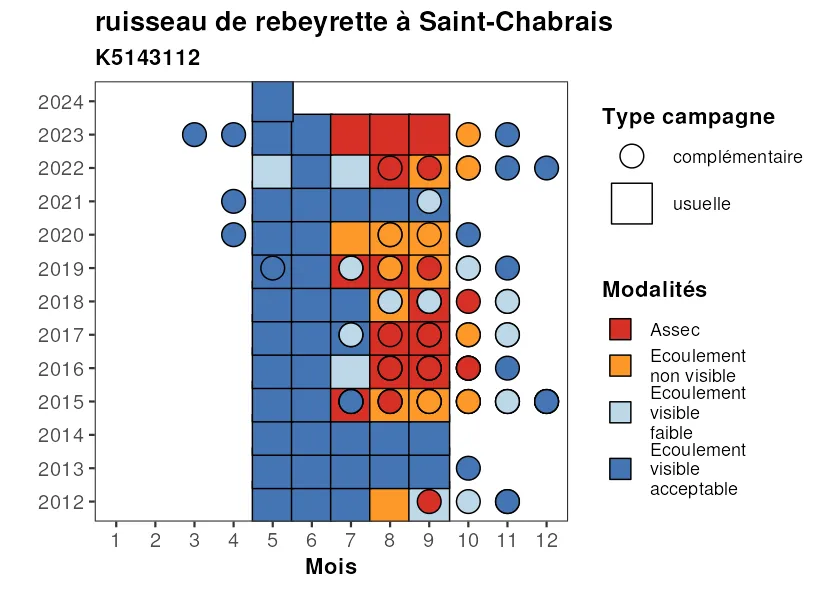 ruisseau de rebeyrette à Saint-Chabrais
K5143112
2024
2023
2022
2021
2020
2019
2018
2017
2016
2015
2014
2013
2012
1 2 3 4 5 6 7 8 9 10 11 12
Mois
Type campagne
complémentaire
usuelle
Modalités
Assec
Ecoulement
non visible
Ecoulement
visible
faible
Ecoulement
visible
acceptable